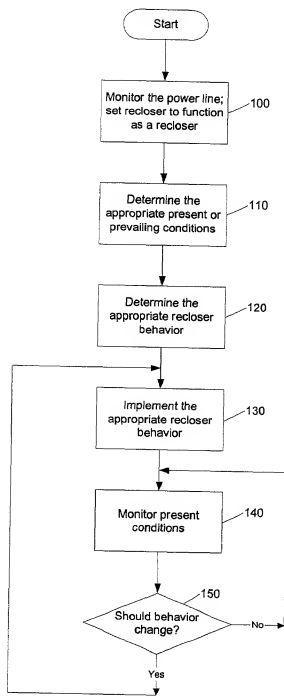 Start
Monitor the power line;
set recloser to function
as a recloser
100
Determine the
appropriate present or
prevailing conditions
110
Determine the
appropriate recloser
behavior
120
Implement the
appropriate recloser
behavior
130
Monitor present
conditions
140
150
Should behavior
change?
No
Yes